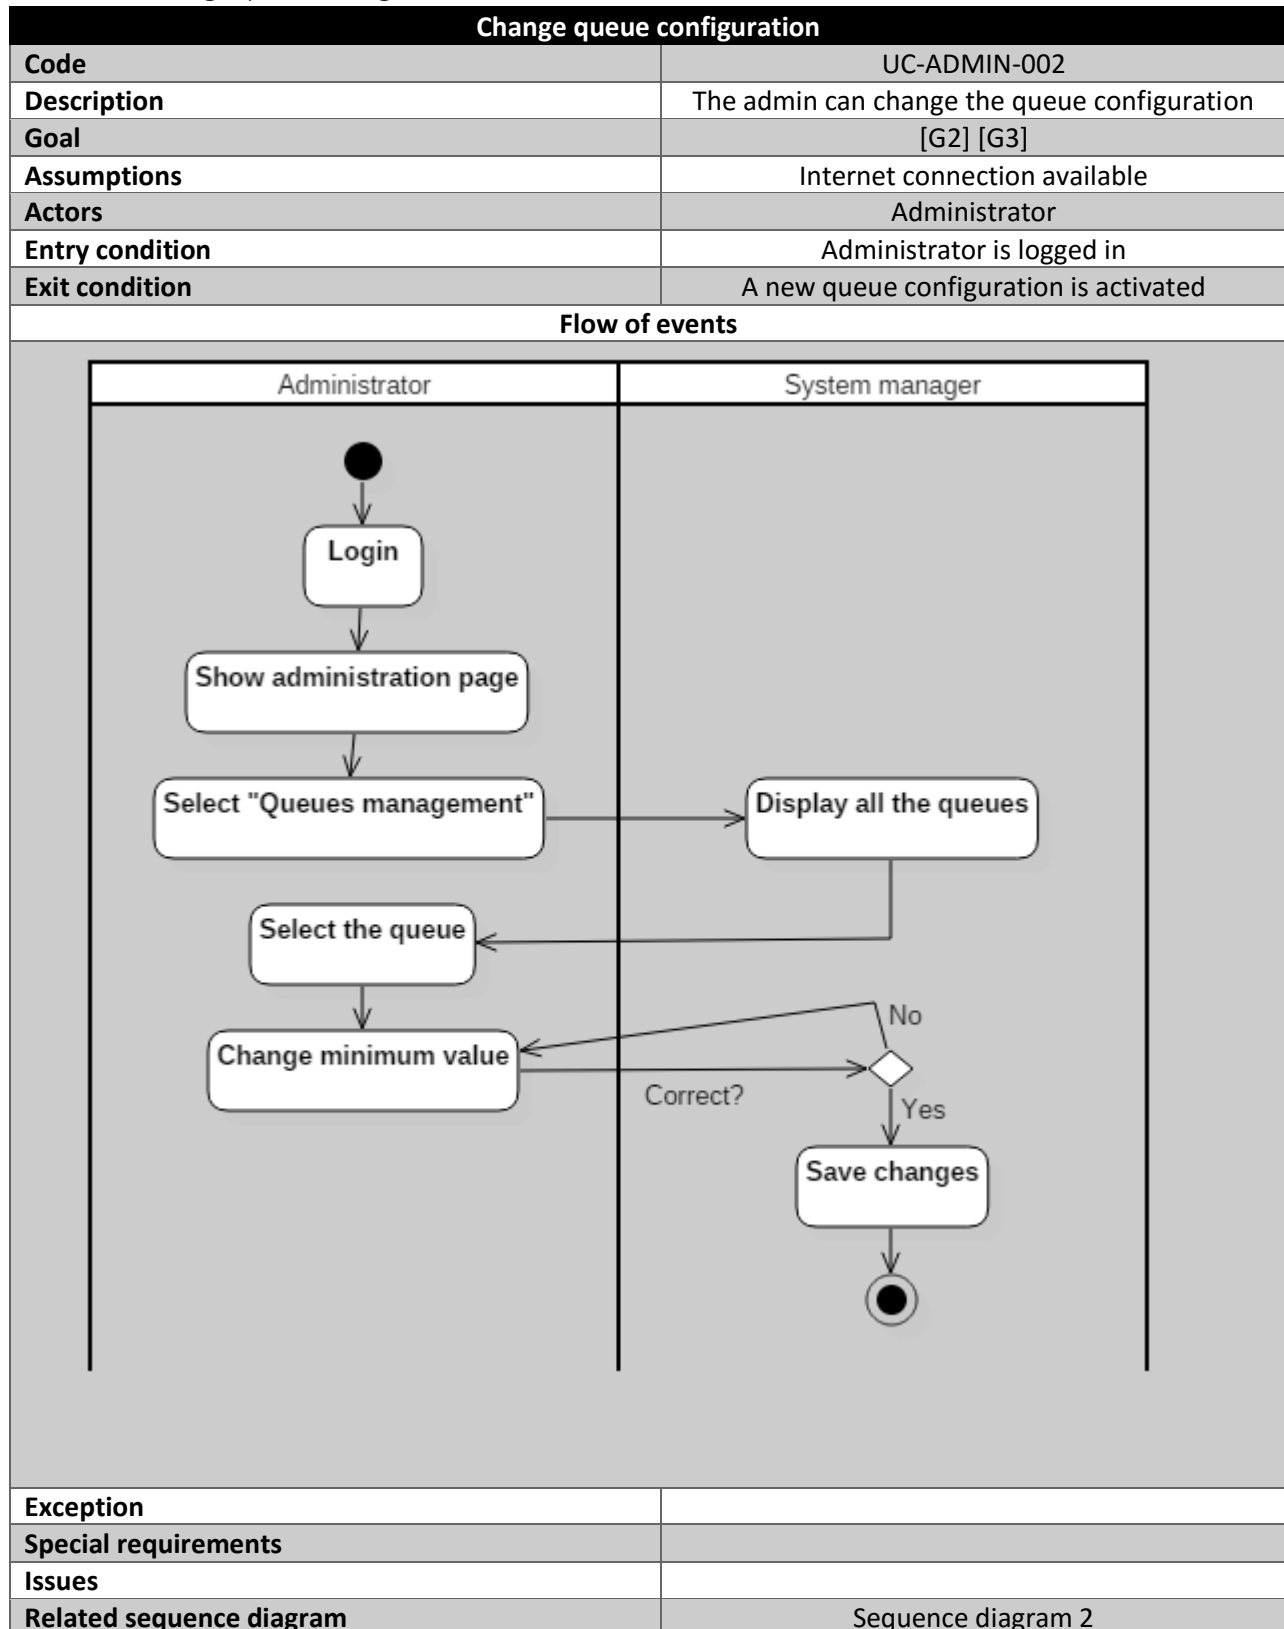 Change queue configuration
Code UC-ADMIN-002
Description The admin can change the queue configuration
Goal [G2] [G3]
Assumptions Internet connection available
Actors Administrator
Entry condition Administrator is logged in
Exit condition A new queue configuration is activated
Flow of events
Administrator System manager
Login
Show administration page
Select "Queues management" Display all the queues
Select the queue
No
Change minimum value
Correct?
Yes
Save changes
Exception
Special requirements
Issues
Related sequence diagram Sequence diagram 2